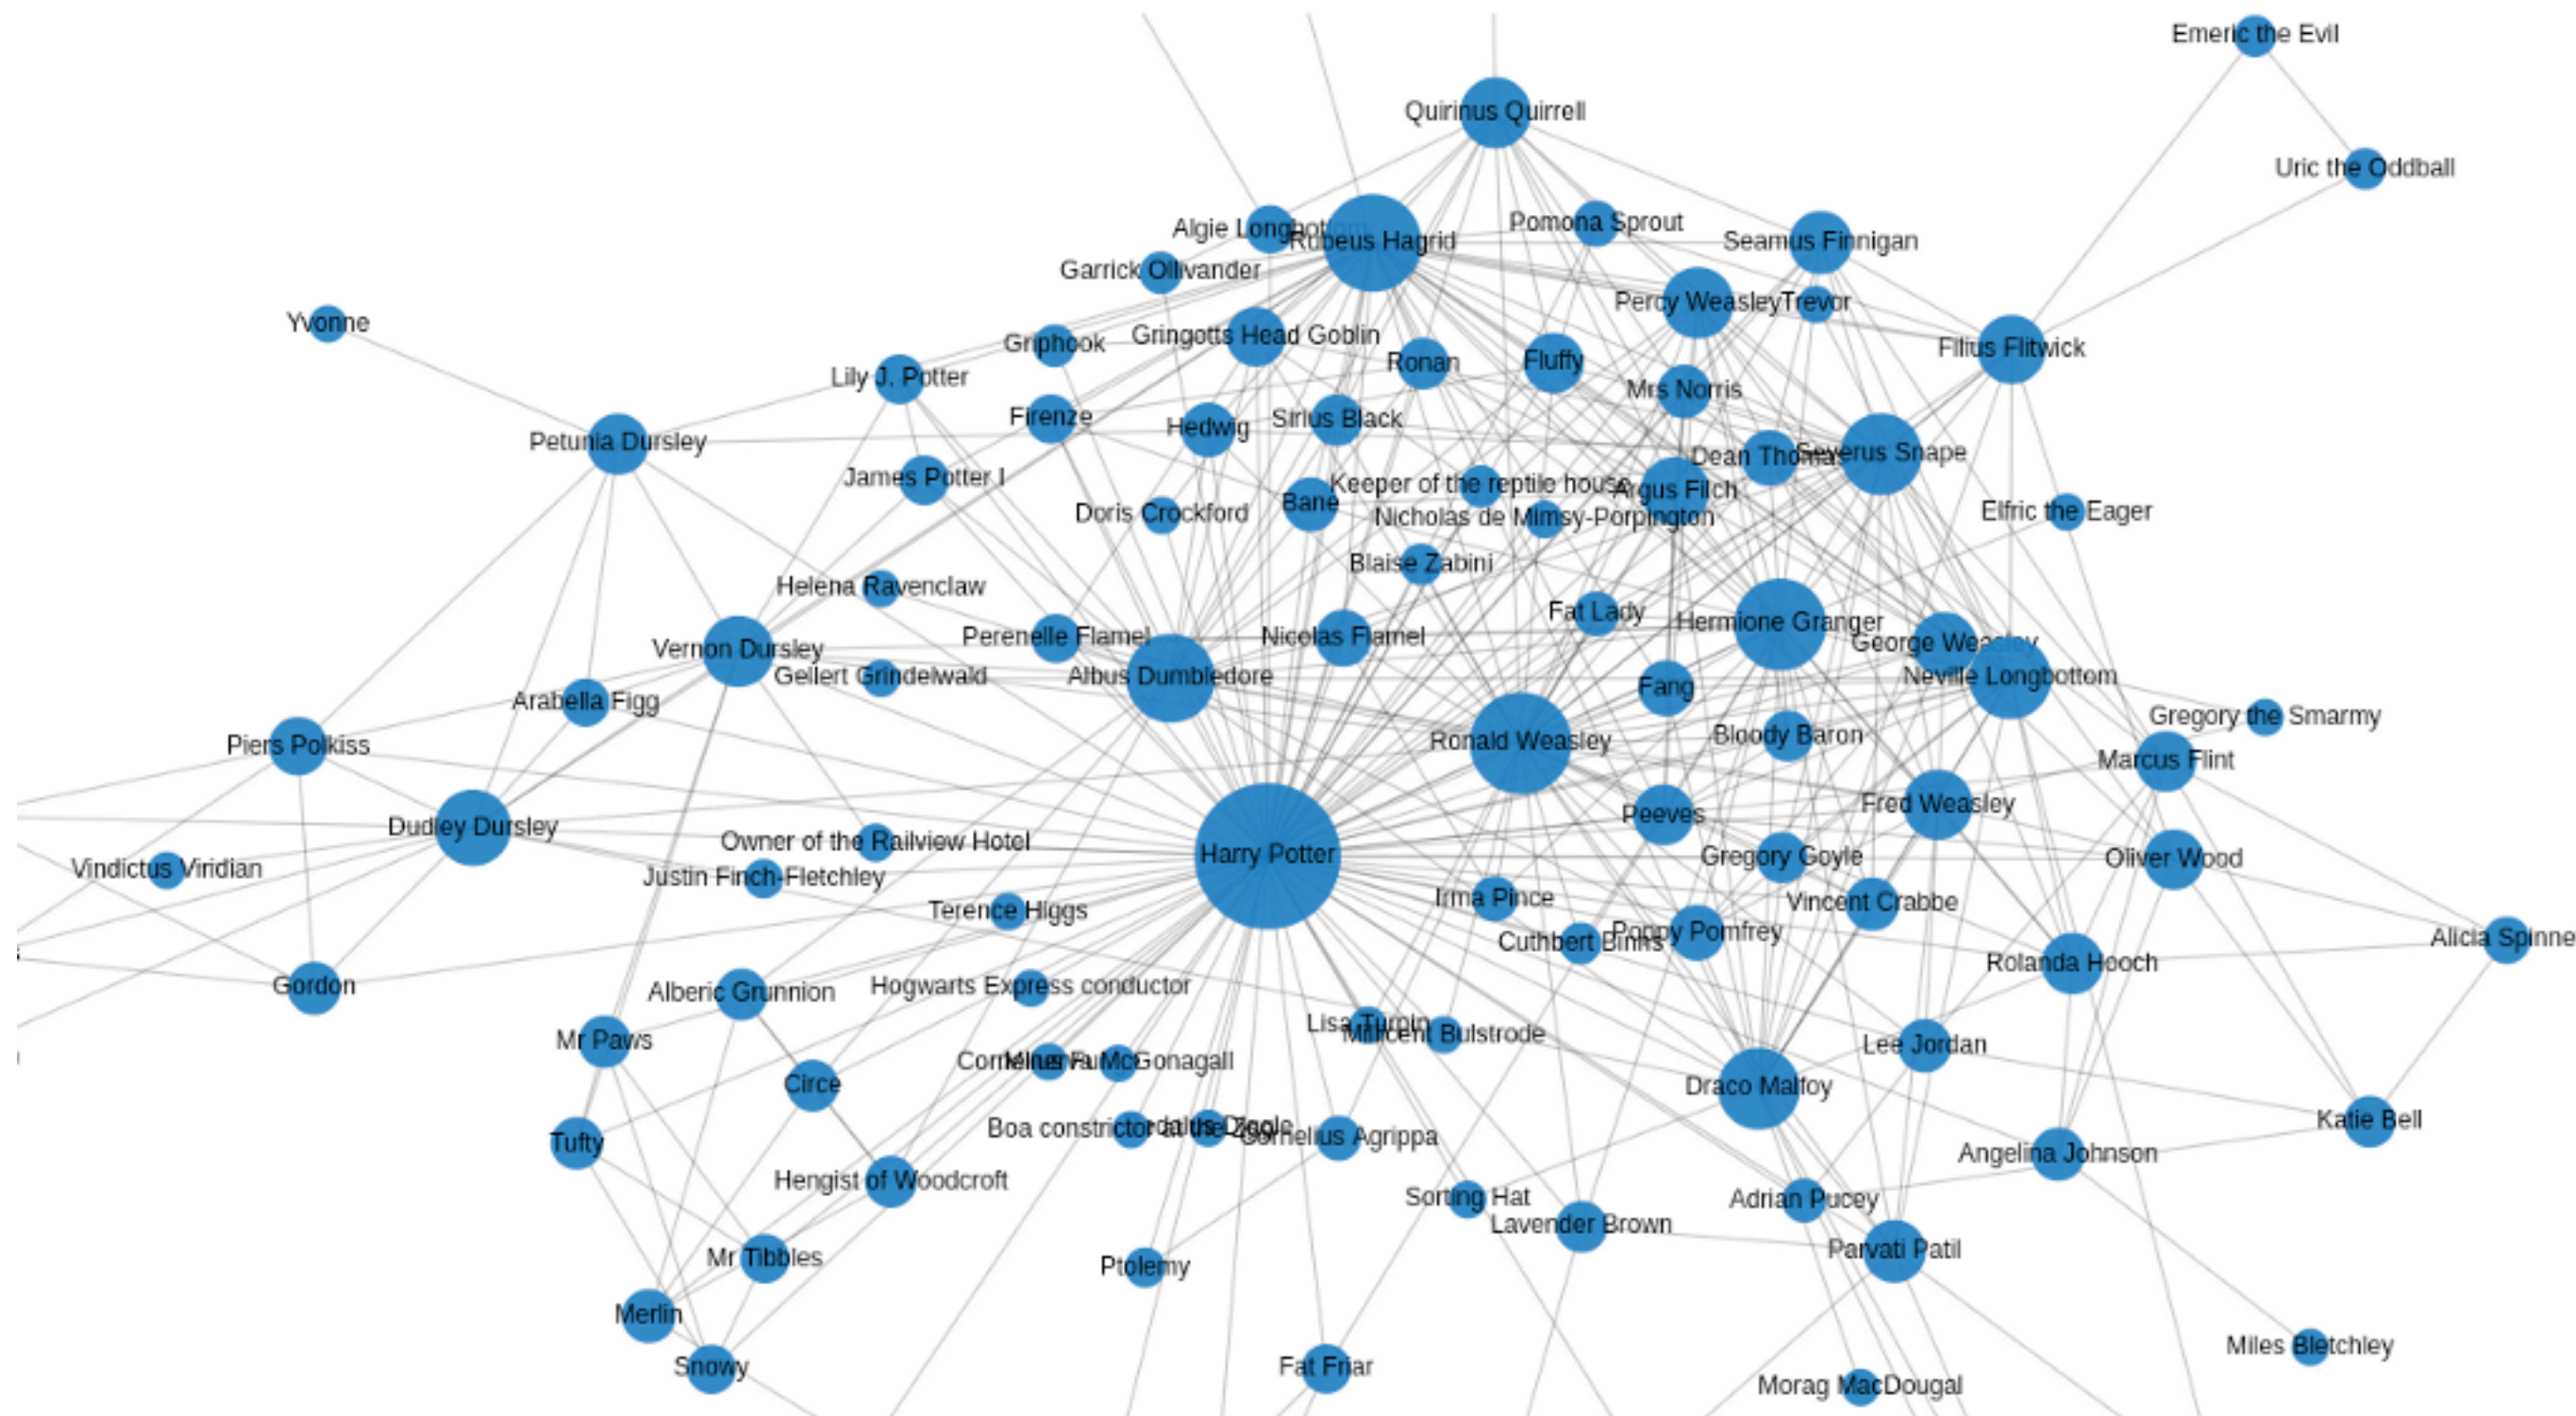 Emeric the Evil
Quirinus Quirrell
Uric the Oddball
Pomona Sprout
Algie Longbottom
Rubeus Hagrid
Seamus Finnigan
Garrick Ollivander
Percy Weasley
Trevor
Yvonne
Gringotts Head Goblin
Griphook
Filius Flitwick
Ronan
Fluffy
Lily J. Potter
Mrs Norris
Firenze
Sirius Black
Hedwig
Petunia Dursley
Severus Snape
Dean Thomas
James Potter I
Keeper of the reptile house
Argus Filch
Bane
Doris Crockford
Elfric the Eager
Nicholas de Mimsy-Porpington
Blaise Zabini
Helena Ravenclaw
Fat Lady
Hermione Granger
Perenelle Flamel
Nicolas Flamel
George Weasley
Vernon Dursley
Gellert Grindelwald
Albus Dumbledore
Neville Longbottom
Fang
Arabella Figg
Gregory the Smarmy
Bloody Baron
Ronald Weasley
Piers Polkiss
Marcus Flint
Fred Weasley
Peeves
Dudley Dursley
Owner of the Railview Hotel
Harry Potter
Gregory Goyle
Oliver Wood
Vindictus Viridian
Justin Finch-Fletchley
Irma Pince
Vincent Crabbe
Terence Higgs
Poppy Pomfrey
Cuthbert Binns
Alicia Spinne
Rolanda Hooch
Gordon
Hogwarts Express conductor
Alberic Grunnion
Lisa Turpin
Millicent Bulstrode
Mr Paws
Lee Jordan
Minerva McGonagall
Circe
Draco Malfoy
Katie Bell
Boa constrictor at the Zoo
Cornelius Agrippa
Tufty
Angelina Johnson
Hengist of Woodcroft
Sorting Hat
Adrian Pucey
Lavender Brown
Parvati Patil
Mr Tibbles
Ptolemy
Merlin
Miles Bletchley
Snowy
Fat Friar
Morag MacDougal